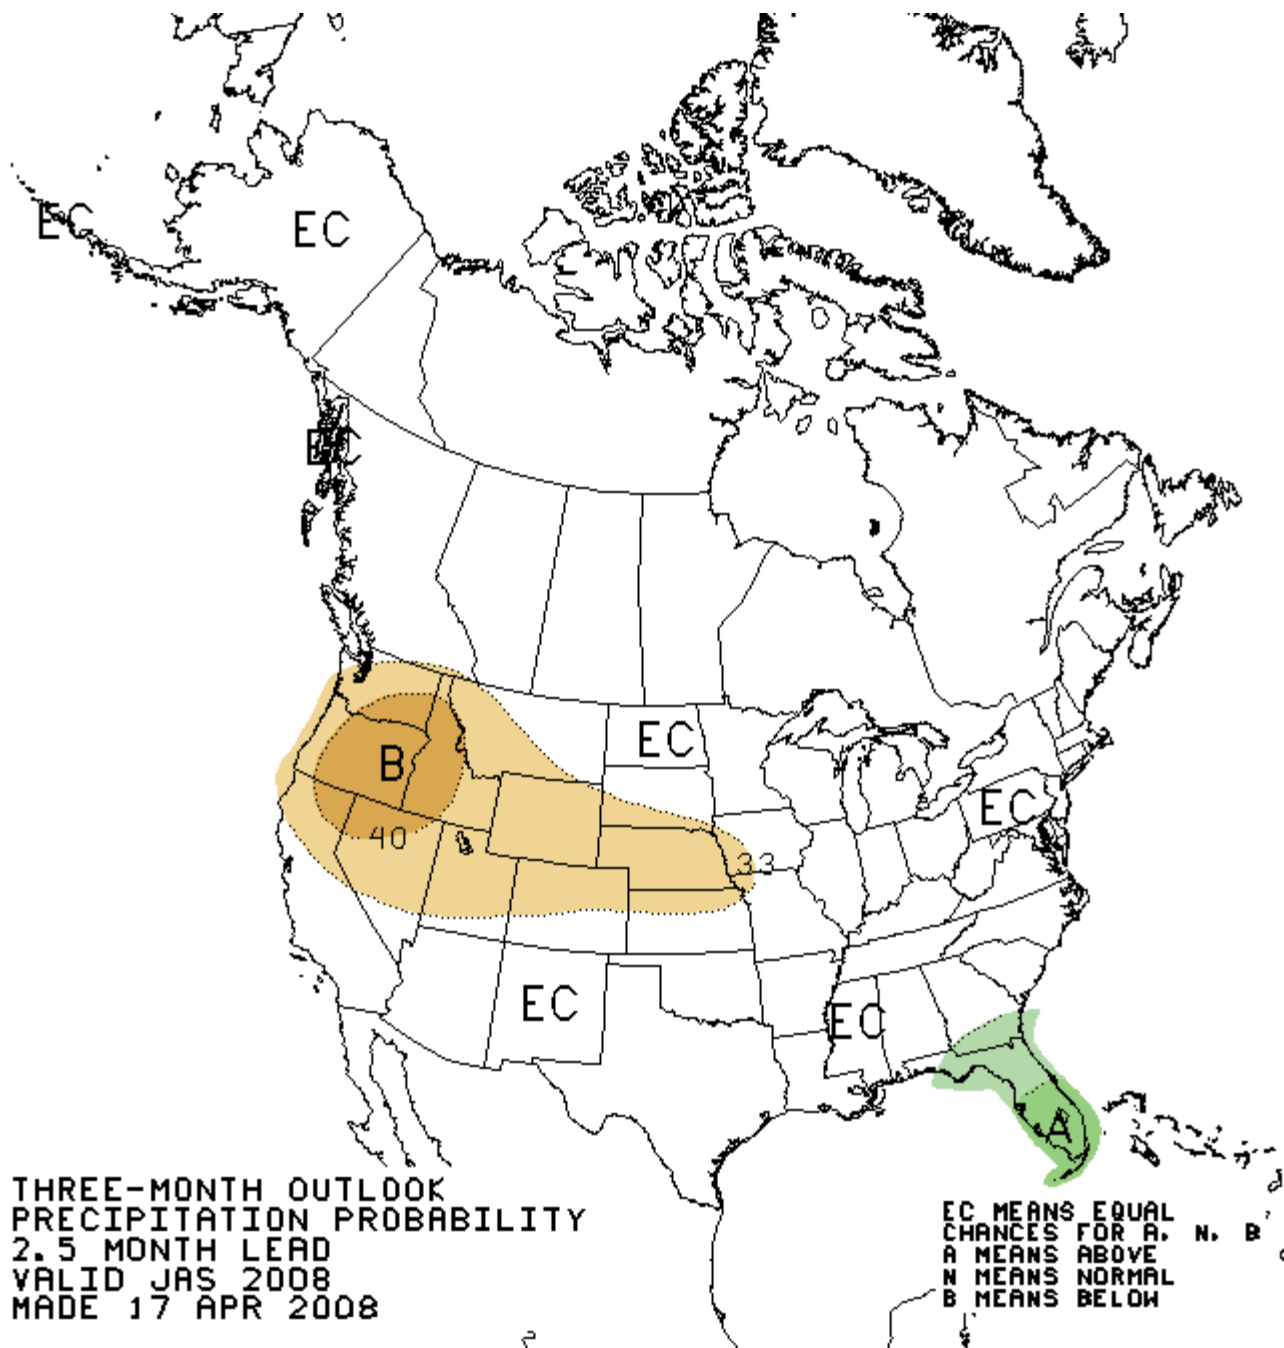 EC
EC
EC
EC
B
40
33
EC
EC
EC
A
THREE-MONTH OUTLOOK
PRECIPITATION PROBABILITY
2.5 MONTH LEAD
VALID JAS 2008
MADE 17 APR 2008
EC MEANS EQUAL
CHANCES FOR A, N, B
A MEANS ABOVE
N MEANS NORMAL
B MEANS BELOW